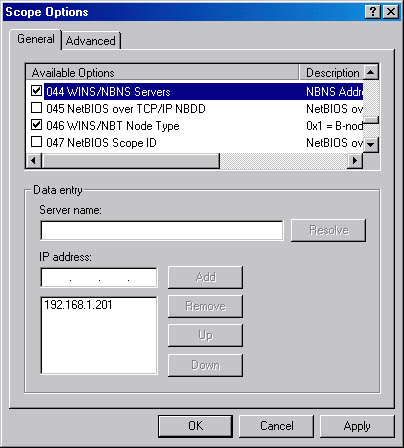 Scope Options
General Advanced
Available Options Description
044 WINS/NBNS Servers NBNS Addre
045 NetBIOS over TCP/IP NBDD NetBIOS ov
046 WINS/NBT Node Type 0x1 = B-nod
047 NetBIOS Scope ID NetBIOS ov
Data entry
Server name:
Resolve
IP address:
. . . Add
192.168.1.201 Remove
Up
Down
OK Cancel Apply